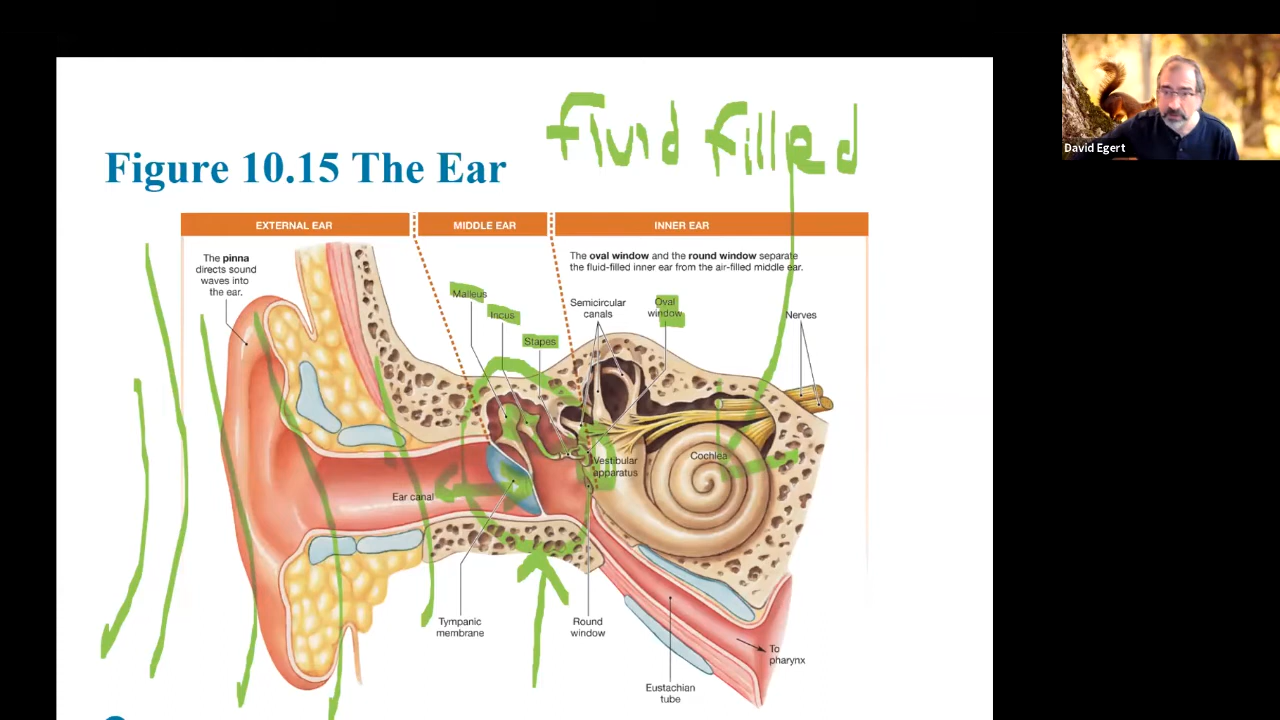 fluid filled
David Egert
Figure 10.15 The Ear
EXTERNAL EAR
MIDDLE EAR
INNER EAR
The pinna
directs sound
waves into
the ear.
The oval window and the round window separate
the fluid-filled inner ear from the air-filled middle ear.
Malleus
Incus
Stapes
Semicircular
canals
Oval
window
Nerves
Cochlea
Vestibular
apparatus
Ear canal
Tympanic
membrane
Round
window
To
pharynx
Eustachian
tube